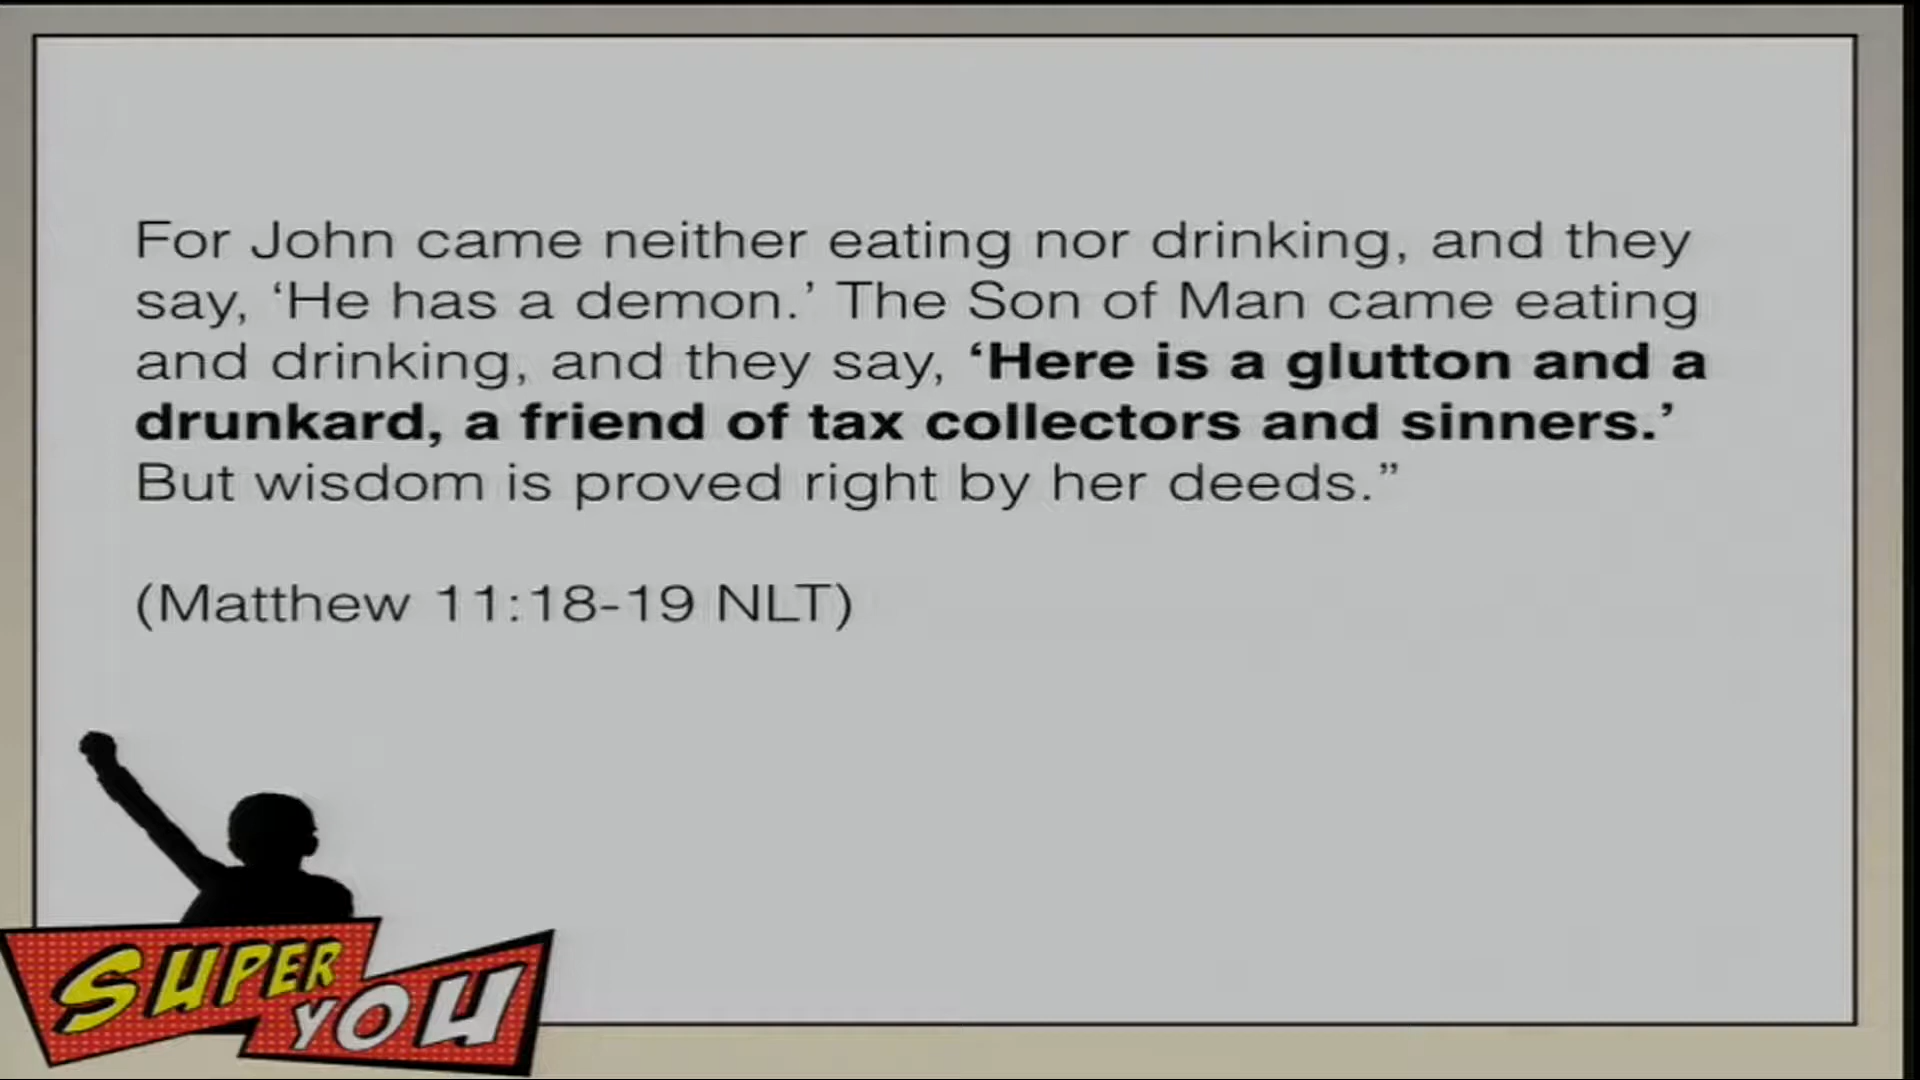 For John came neither eating nor drinking, and they
say, ‘He has a demon.’ The Son of Man came eating
and drinking, and they say, ‘Here is a glutton and a
drunkard, a friend of tax collectors and sinners.’
But wisdom is proved right by her deeds.”
(Matthew 11:18-19 NLT)
SUPER
YOU